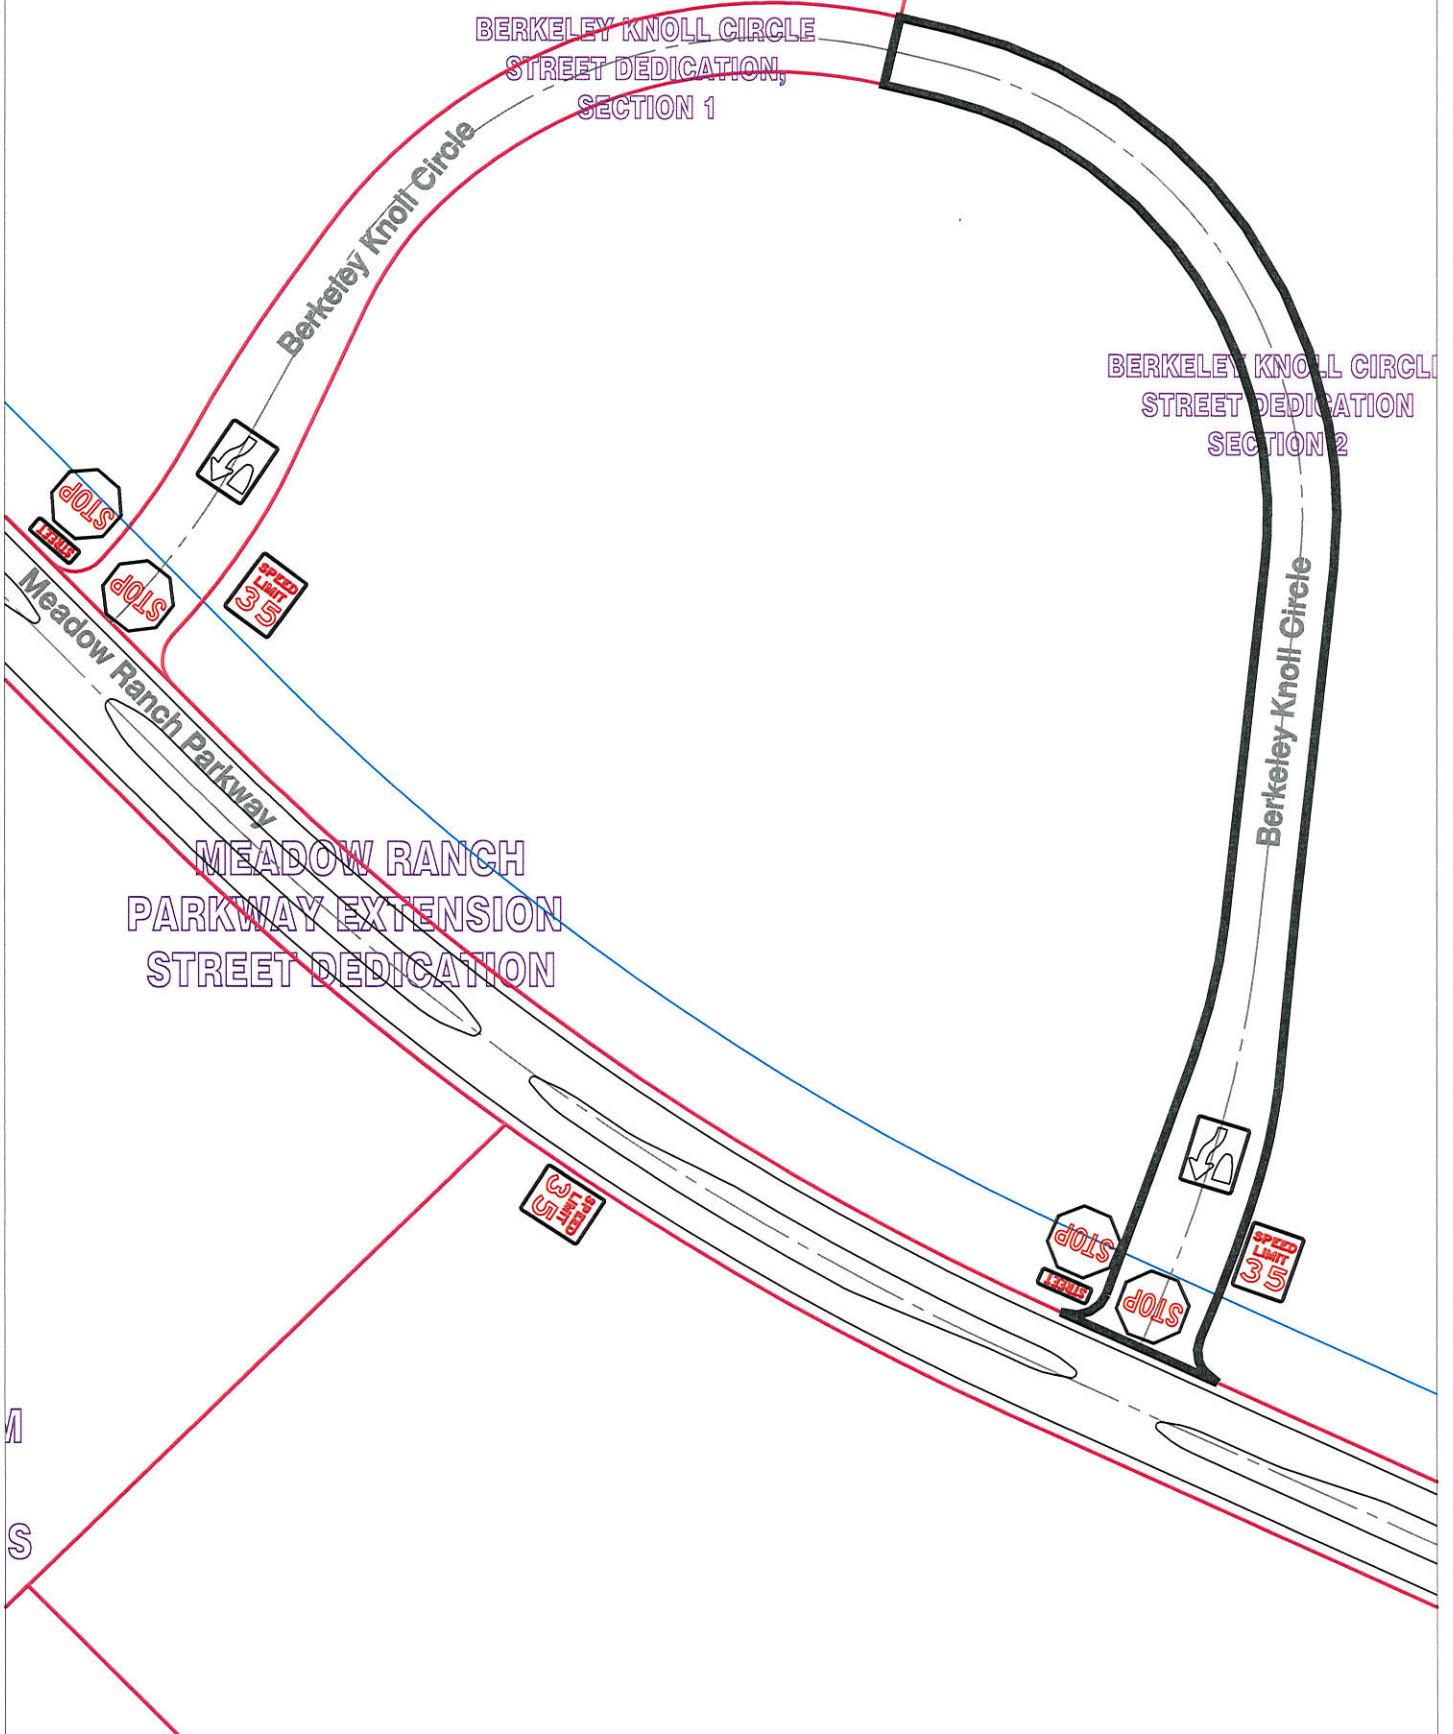 BERKELEY KNOLL CIRCLE
STREET DEDICATION,
SECTION 1
Berkeley Knoll Circle
BERKELEY KNOLL CIRCL
STREET DEDICATION
SECTION 2
STOP
STREET
STOP
SPEED
LIMIT
35
Meadow Ranch Parkway
Berkeley Knoll Circle
MEADOW RANCH
PARKWAY EXTENSION
STREET DEDICATION
SPEED
LIMIT
35
STOP
STREET
STOP
SPEED
LIMIT
35
M
S